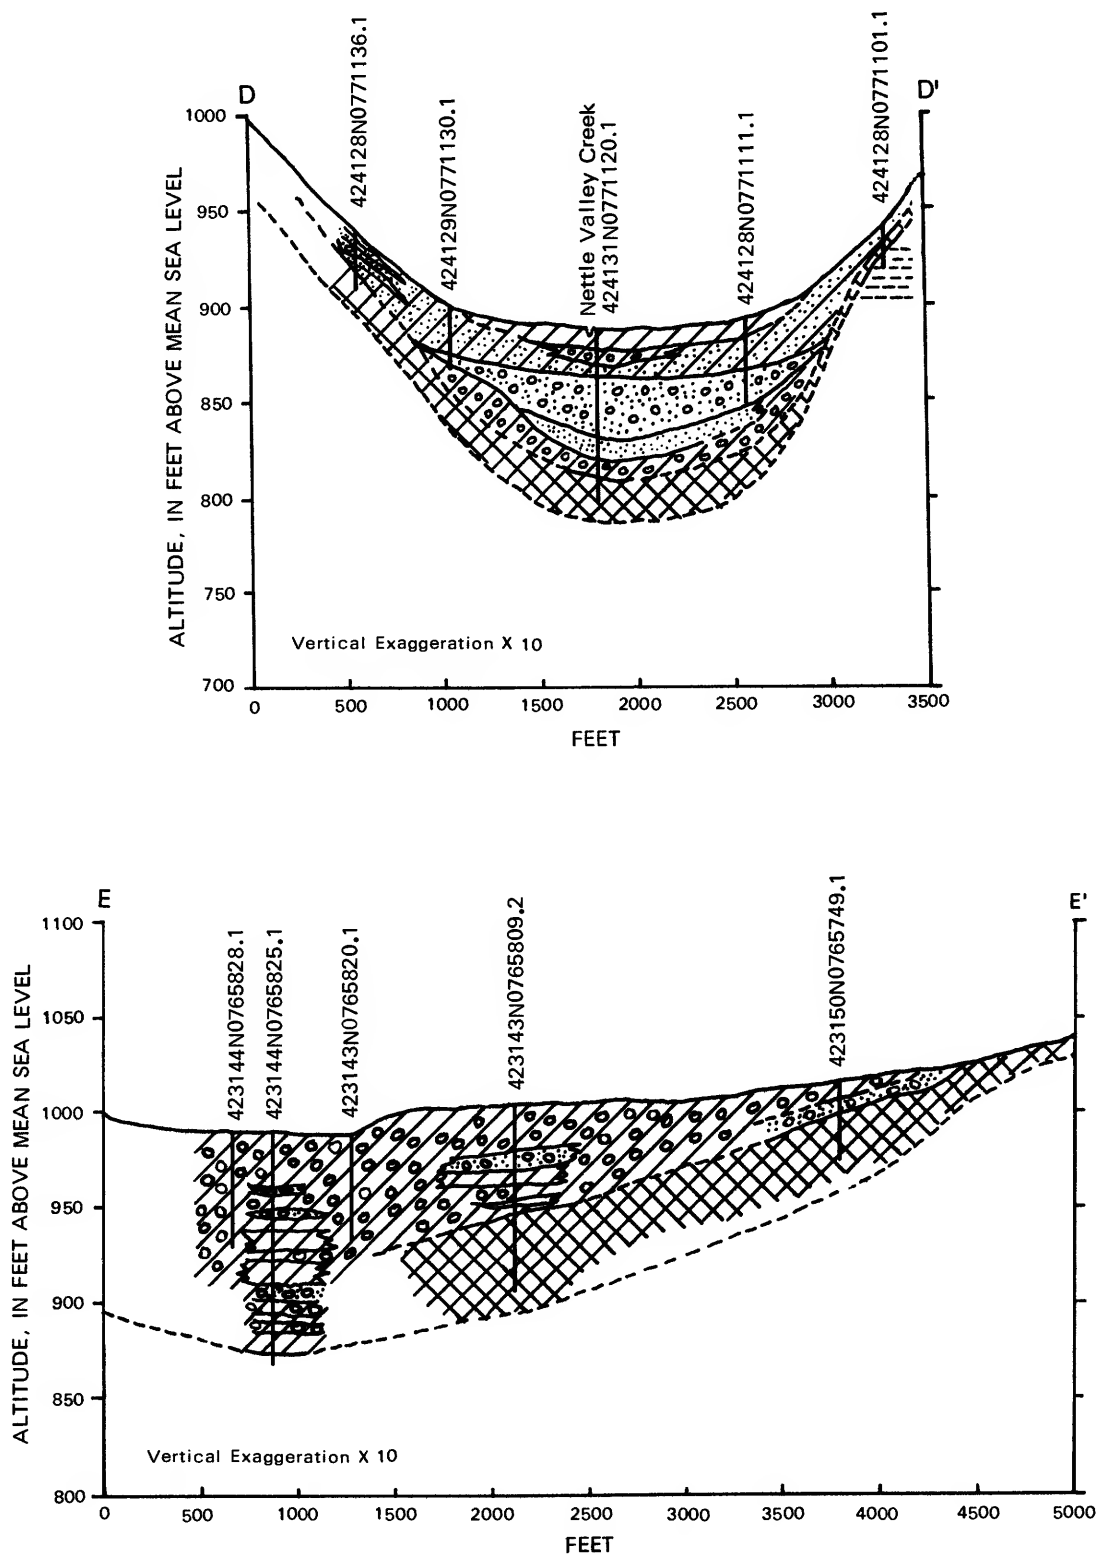 D
D'
424128N0771136.1
424129N0771130.1
Nettle Valley Creek
424131N0771120.1
424128N0771111.1
424128N0771101.1
ALTITUDE, IN FEET ABOVE MEAN SEA LEVEL
1000
950
900
850
800
750
700
Vertical Exaggeration X 10
0 500 1000 1500 2000 2500 3000 3500
FEET
E
E'
423144N0765828.1
423144N0765825.1
423143N0765820.1
423143N0765809.2
423150N0765749.1
ALTITUDE, IN FEET ABOVE MEAN SEA LEVEL
1100
1050
1000
950
900
850
800
Vertical Exaggeration X 10
0 500 1000 1500 2000 2500 3000 3500 4000 4500 5000
FEET